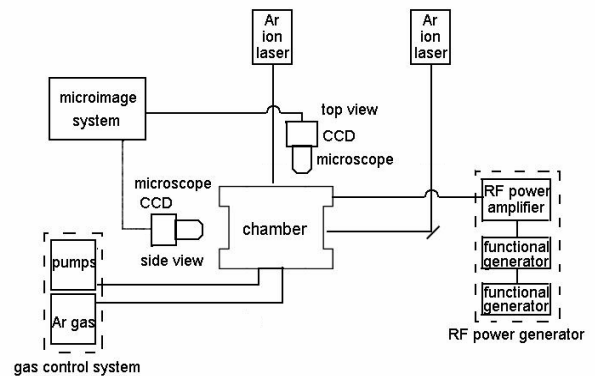 Ar
ion
laser
Ar
ion
laser
microimage
system
top view
CCD
microscope
microscope
CCD
side view
chamber
RF power
amplifier
functional
generator
functional
generator
RF power generator
pumps
Ar gas
gas control system